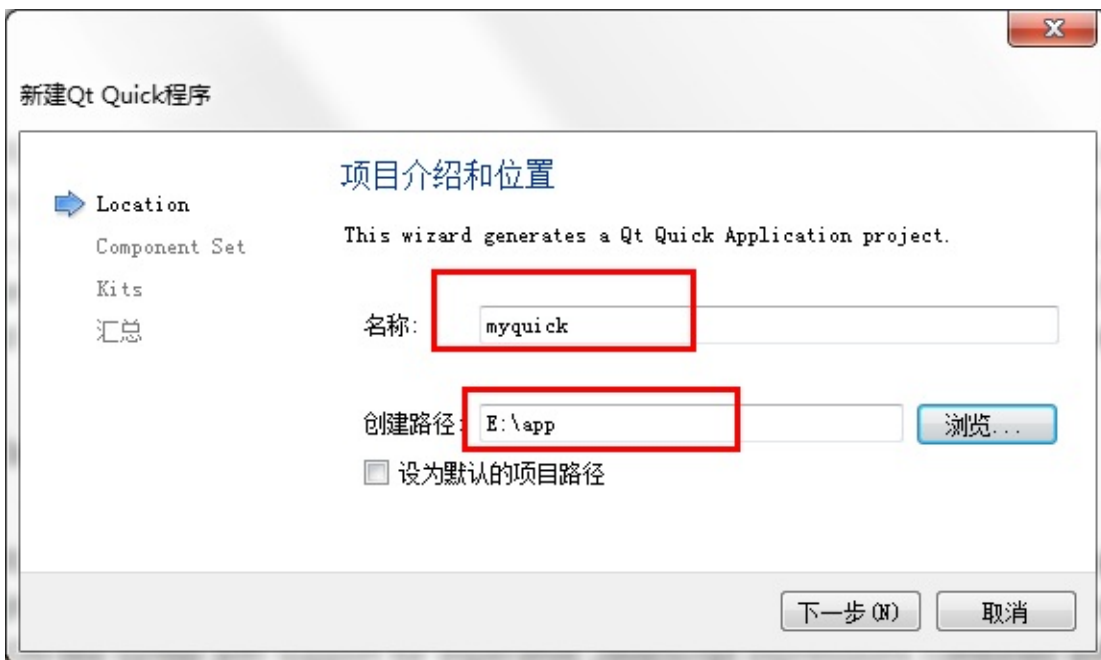 新建Qt Quick程序
Location
Component Set
Kits
汇总
项目介绍和位置
This wizard generates a Qt Quick Application project.
名称: myquick
创建路径: E:\app 浏览...
设为默认的项目路径
下一步(N) 取消